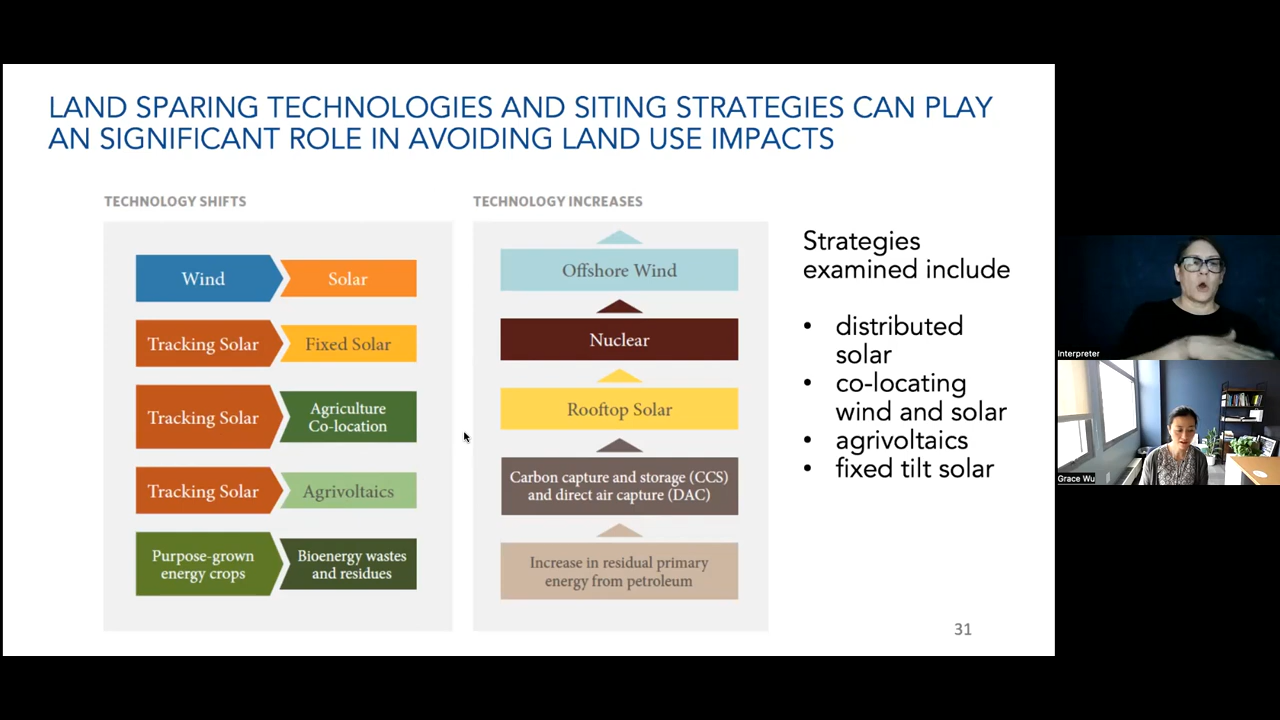 LAND SPARING TECHNOLOGIES AND SITING STRATEGIES CAN PLAY
AN SIGNIFICANT ROLE IN AVOIDING LAND USE IMPACTS
TECHNOLOGY SHIFTS
Wind
Solar
Tracking Solar
Fixed Solar
Tracking Solar
Agriculture
Co-location
Tracking Solar
Agrivoltaics
Purpose-grown
energy crops
Bioenergy wastes
and residues
TECHNOLOGY INCREASES
Offshore Wind
Nuclear
Rooftop Solar
Carbon capture and storage (CCS)
and direct air capture (DAC)
Increase in residual primary
energy from petroleum
Strategies
examined include
• distributed
solar
• co-locating
wind and solar
• agrivoltaics
• fixed tilt solar
31
Interpreter
Grace Wu